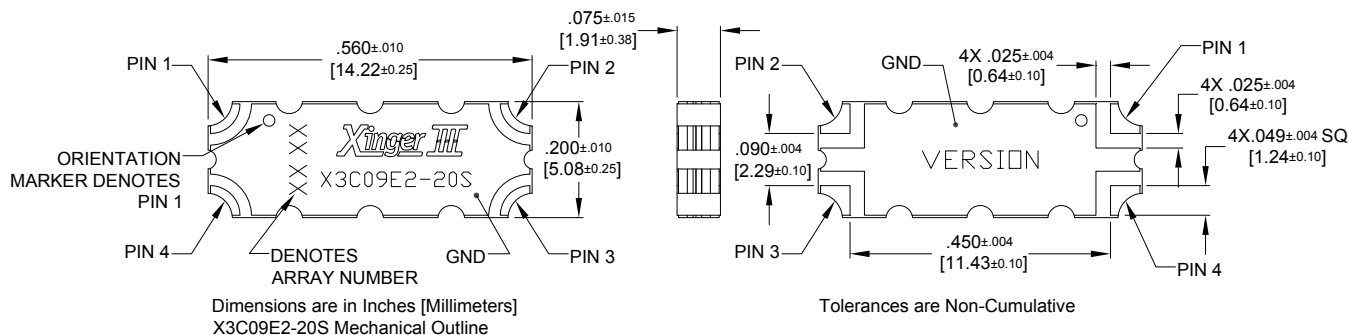 .560±.010
[14.22±0.25]
PIN 1
PIN 2
ORIENTATION
MARKER DENOTES
PIN 1
X X X X
Xinger III
X3C09E2-20S
.200±.010
[5.08±0.25]
PIN 4
DENOTES
ARRAY NUMBER
GND
PIN 3
Dimensions are in Inches [Millimeters]
X3C09E2-20S Mechanical Outline
.075±.015
[1.91±0.38]
PIN 2
GND
4X .025±.004
[0.64±0.10]
PIN 1
4X .025±.004
[0.64±0.10]
.090±.004
[2.29±0.10]
VERSION
4X.049±.004 SQ
[1.24±0.10]
PIN 3
.450±.004
[11.43±0.10]
PIN 4
Tolerances are Non-Cumulative